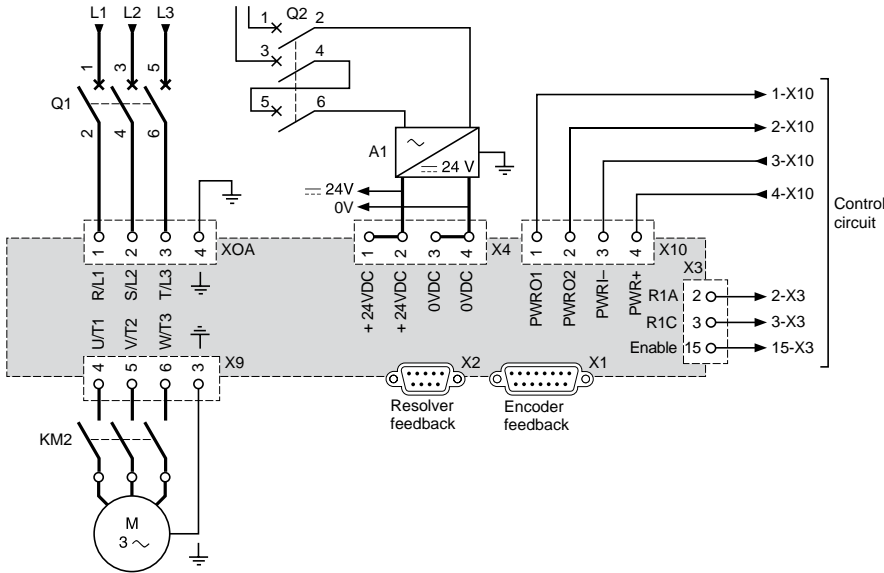 L1 L2 L3
1 3 5
Q1
2 4 6
1 Q2 2
3 4
5 6
A1
24 V
24V
0V
1-X10
2-X10
3-X10
4-X10
Control
circuit
1 2 3 4 XOA
R/L1 S/L2 T/L3
1 2 3 4 X4
+ 24VDC + 24VDC 0VDC 0VDC
1 2 3 4 X10
PWRO1 PWRO2 PWRI– PWR+
X3
R1A 2 2-X3
R1C 3 3-X3
Enable 15 15-X3
U/T1 V/T2 W/T3
4 5 6 3 X9
X2
Resolver
feedback
X1
Encoder
feedback
KM2
M
3 ~